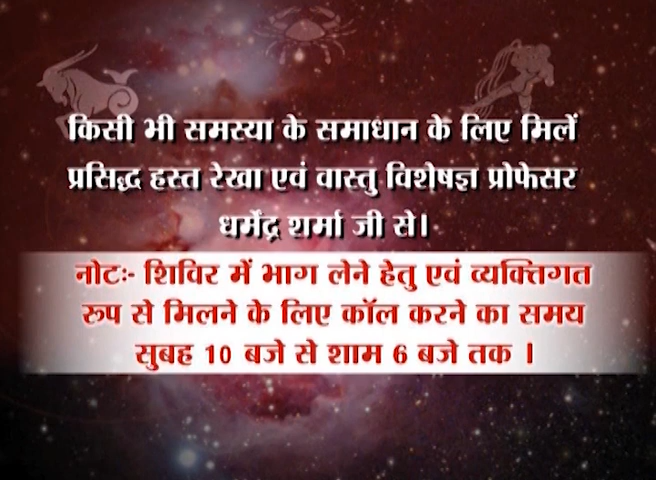 किसी भी समस्या के समाधान के लिए मिलें
प्रसिद्ध हस्त रेखा एवं वास्तु विशेषज्ञ प्रोफेसर
धर्मेंद्र शर्मा जी से।
नोटः- शिविर में भाग लेने हेतु एवं व्यक्तिगत
रूप से मिलने के लिए कॉल करने का समय
सुबह 10 बजे से शाम 6 बजे तक ।